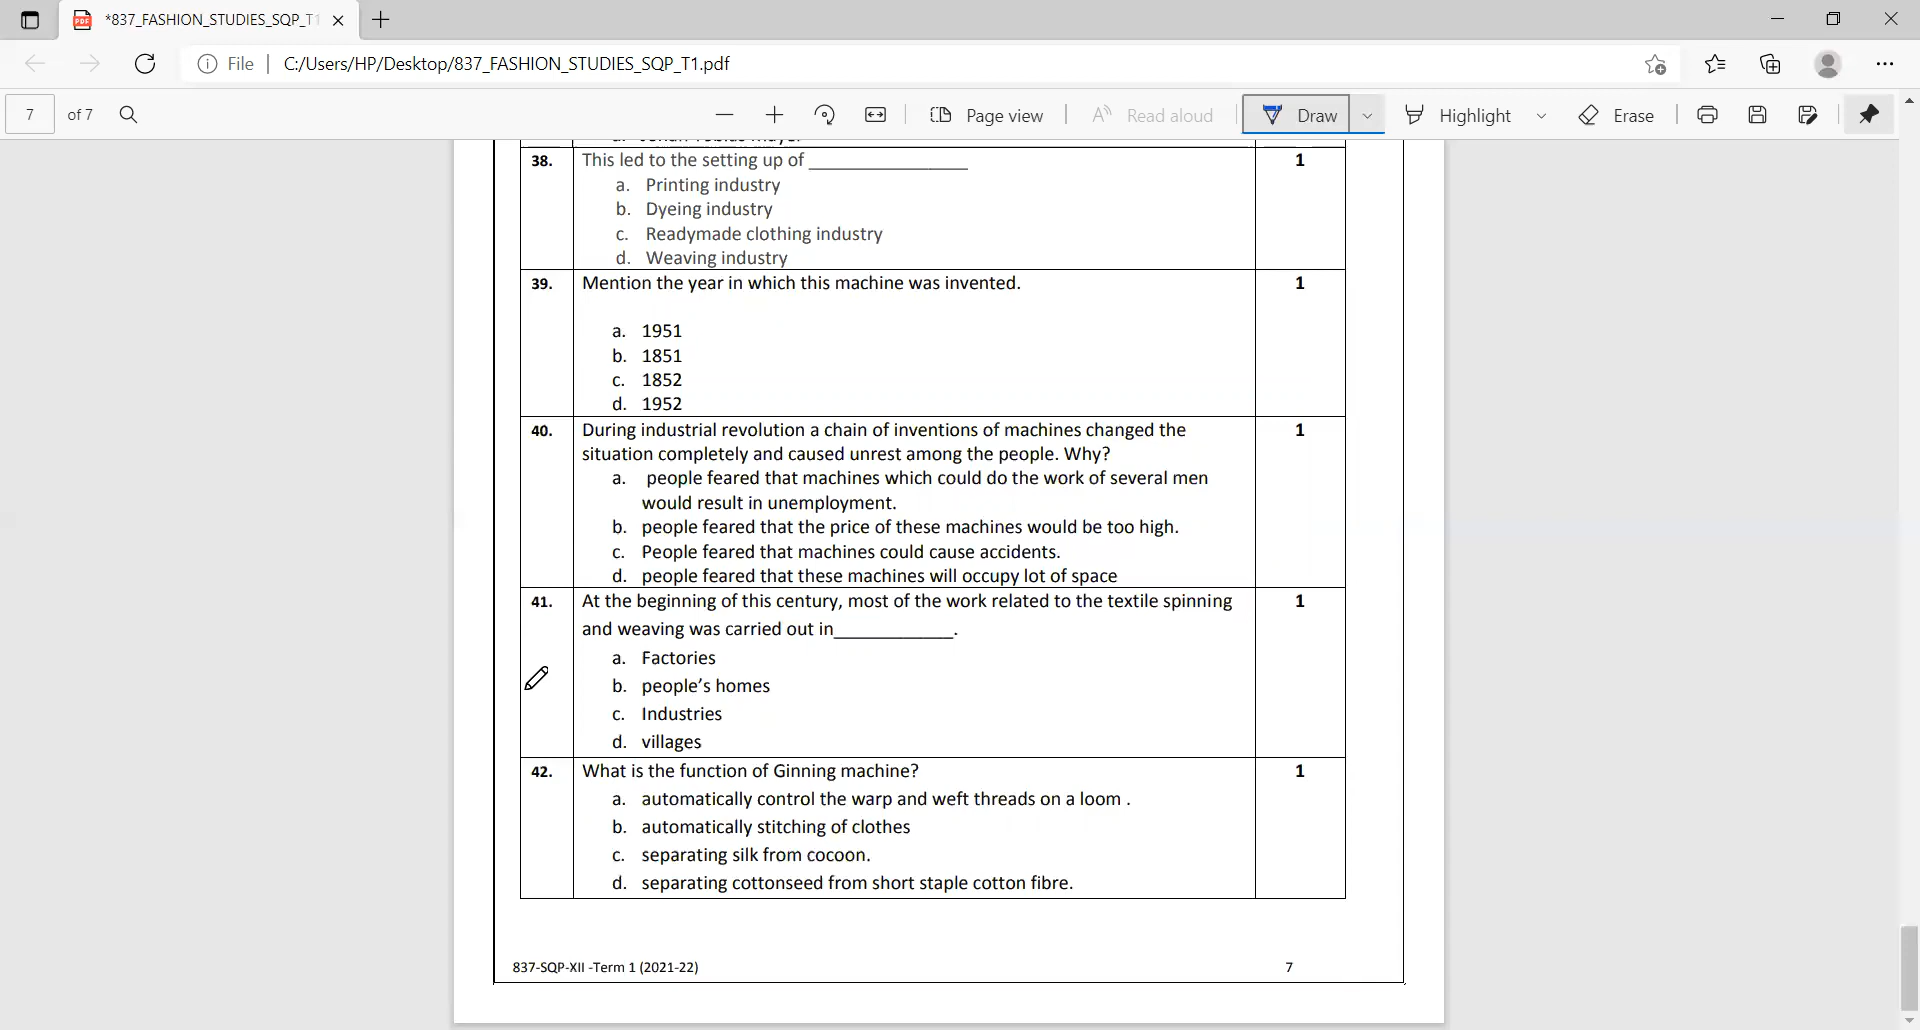 *837_FASHION_STUDIES_SQP_T1
File C:/Users/HP/Desktop/837_FASHION_STUDIES_SQP_T1.pdf
7 of 7 Page view Read aloud Draw Highlight Erase
38. This led to the setting up of _________________ 1
a. Printing industry
b. Dyeing industry
c. Readymade clothing industry
d. Weaving industry
39. Mention the year in which this machine was invented. 1
a. 1951
b. 1851
c. 1852
d. 1952
40. During industrial revolution a chain of inventions of machines changed the 1
situation completely and caused unrest among the people. Why?
a. people feared that machines which could do the work of several men
would result in unemployment.
b. people feared that the price of these machines would be too high.
c. People feared that machines could cause accidents.
d. people feared that these machines will occupy lot of space
41. At the beginning of this century, most of the work related to the textile spinning 1
and weaving was carried out in_____________.
a. Factories
b. people’s homes
c. Industries
d. villages
42. What is the function of Ginning machine? 1
a. automatically control the warp and weft threads on a loom .
b. automatically stitching of clothes
c. separating silk from cocoon.
d. separating cottonseed from short staple cotton fibre.
837-SQP-XII -Term 1 (2021-22) 7